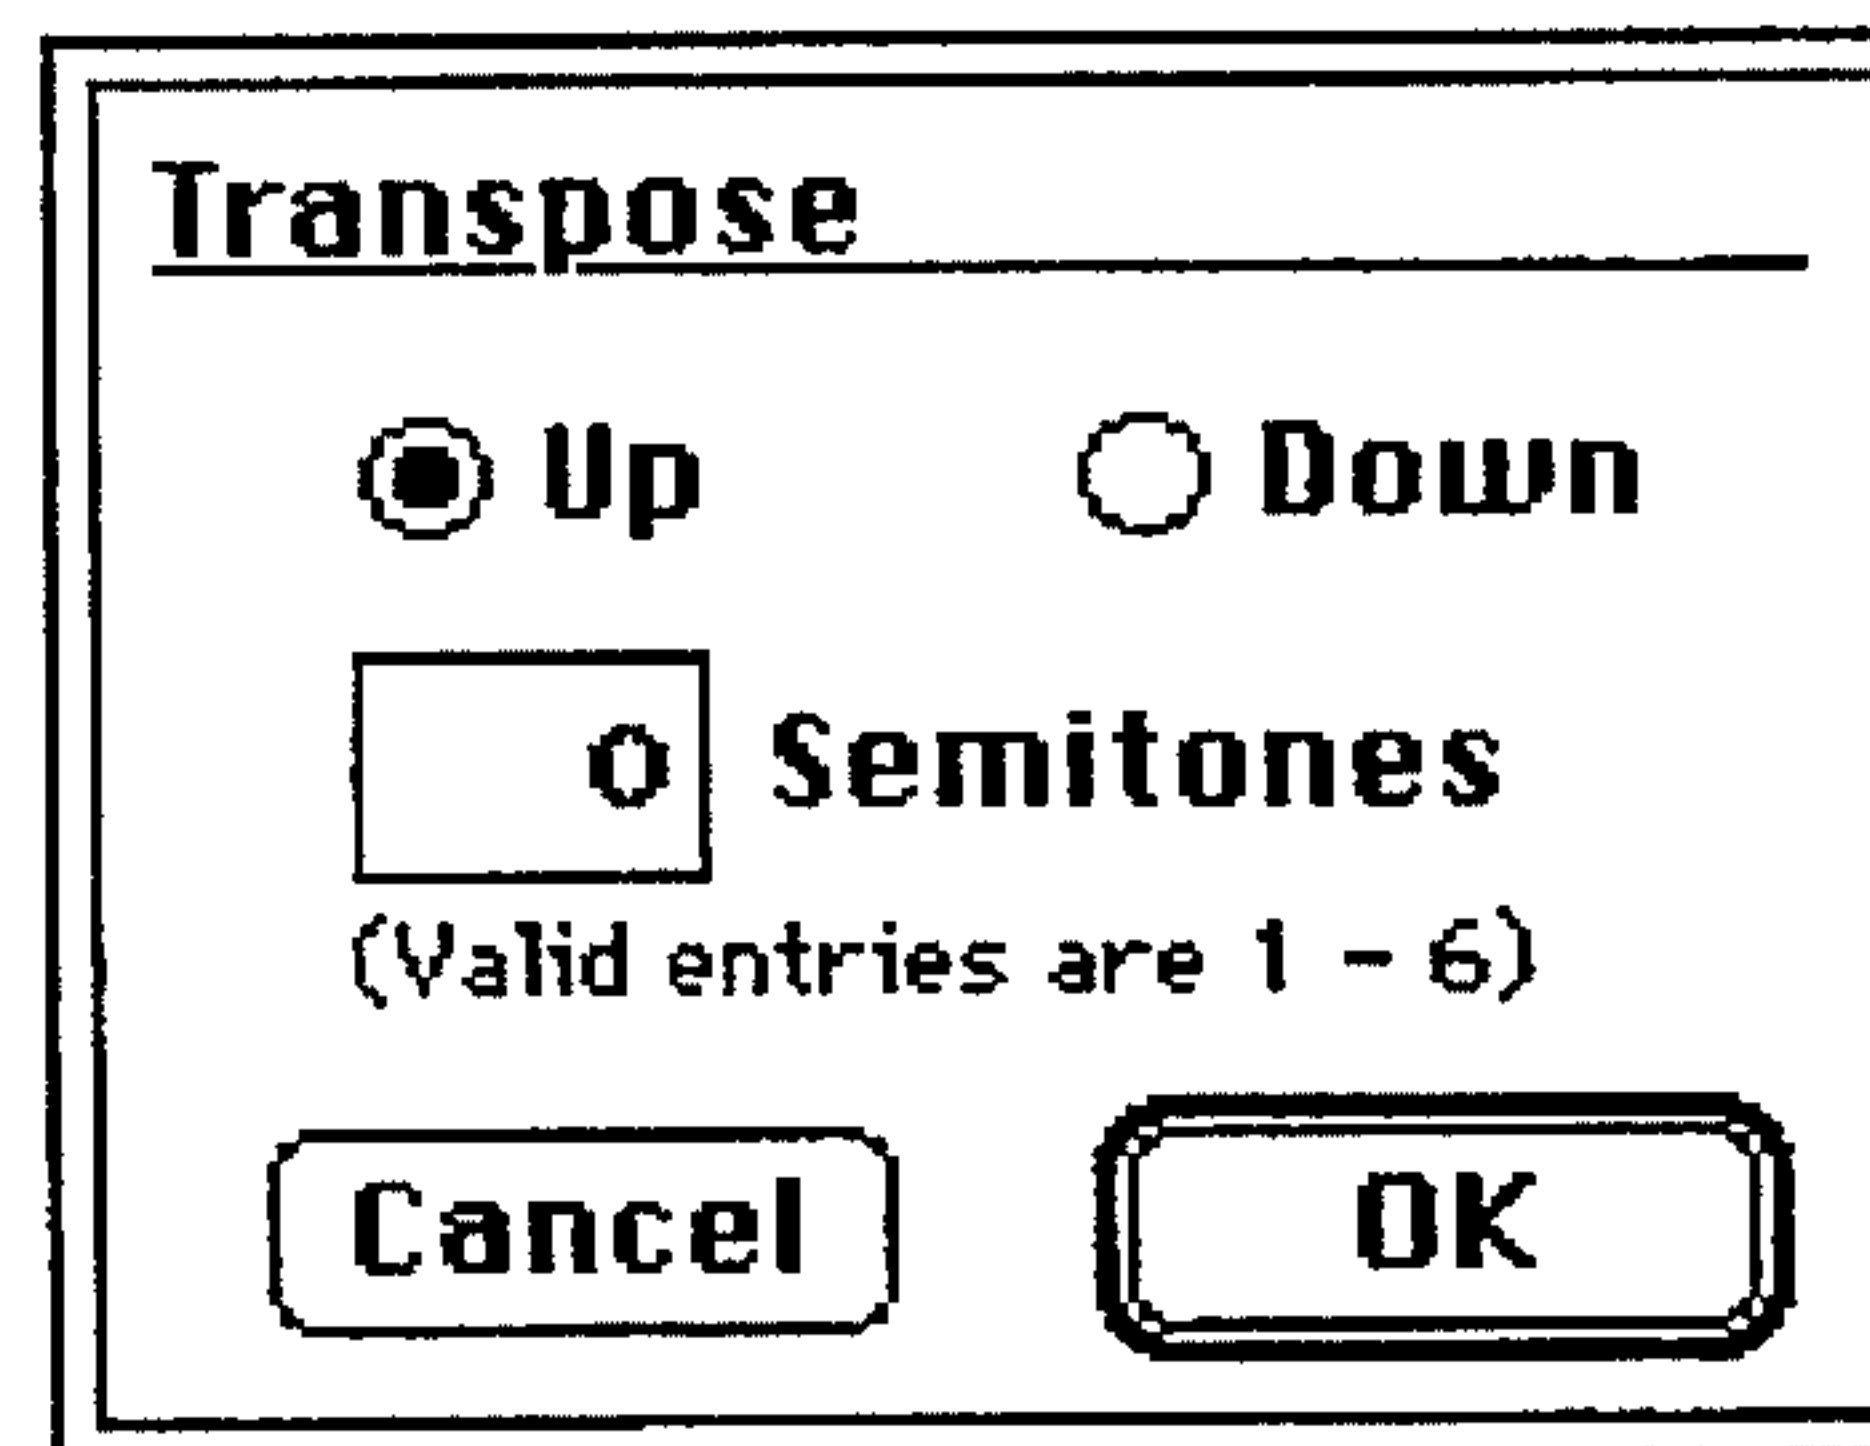 Transpose
Up Down
0 Semitones
(Valid entries are 1 - 6)
Cancel OK